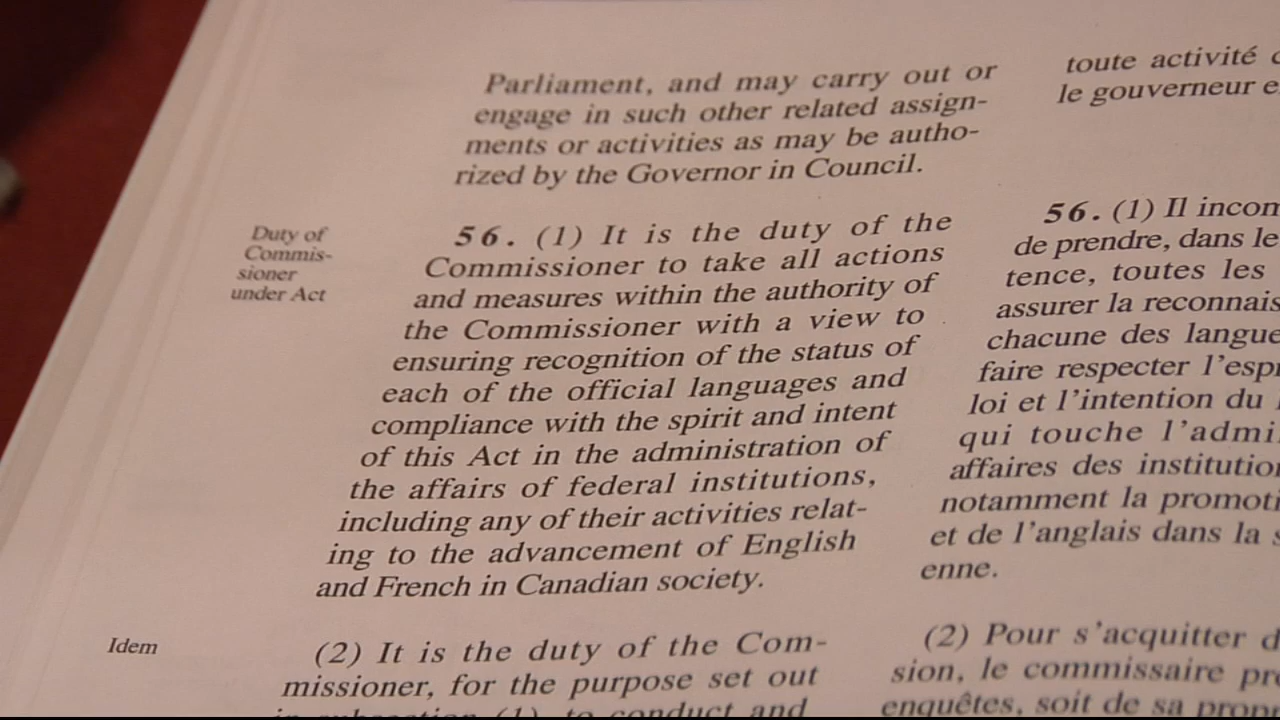 Parliament, and may carry out or
engage in such other related assign-
ments or activities as may be autho-
rized by the Governor in Council.
Duty of
Commis-
sioner
under Act
56. (1) It is the duty of the
Commissioner to take all actions
and measures within the authority of
the Commissioner with a view to
ensuring recognition of the status of
each of the official languages and
compliance with the spirit and intent
of this Act in the administration of
the affairs of federal institutions,
including any of their activities relat-
ing to the advancement of English
and French in Canadian society.
Idem
(2) It is the duty of the Com-
missioner, for the purpose set out
in subsection (1), to conduct and
toute activité
le gouverneur
56. (1) Il incom
de prendre, dans le
tence, toutes les
assurer la reconnais
chacune des langue
faire respecter l'esp
loi et l'intention du
qui touche l'admi
affaires des institutio
notamment la promoti
et de l'anglais dans la s
enne.
(2) Pour s'acquitter d
sion, le commissaire pr
enquêtes, soit de sa prop